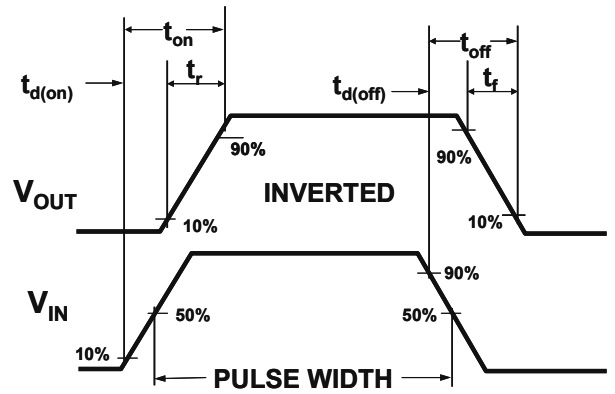 t_on
t_off
t_d(on)
t_r
t_d(off)
t_f
90%
90%
V_OUT
INVERTED
10%
10%
90%
V_IN
50%
50%
10%
PULSE WIDTH